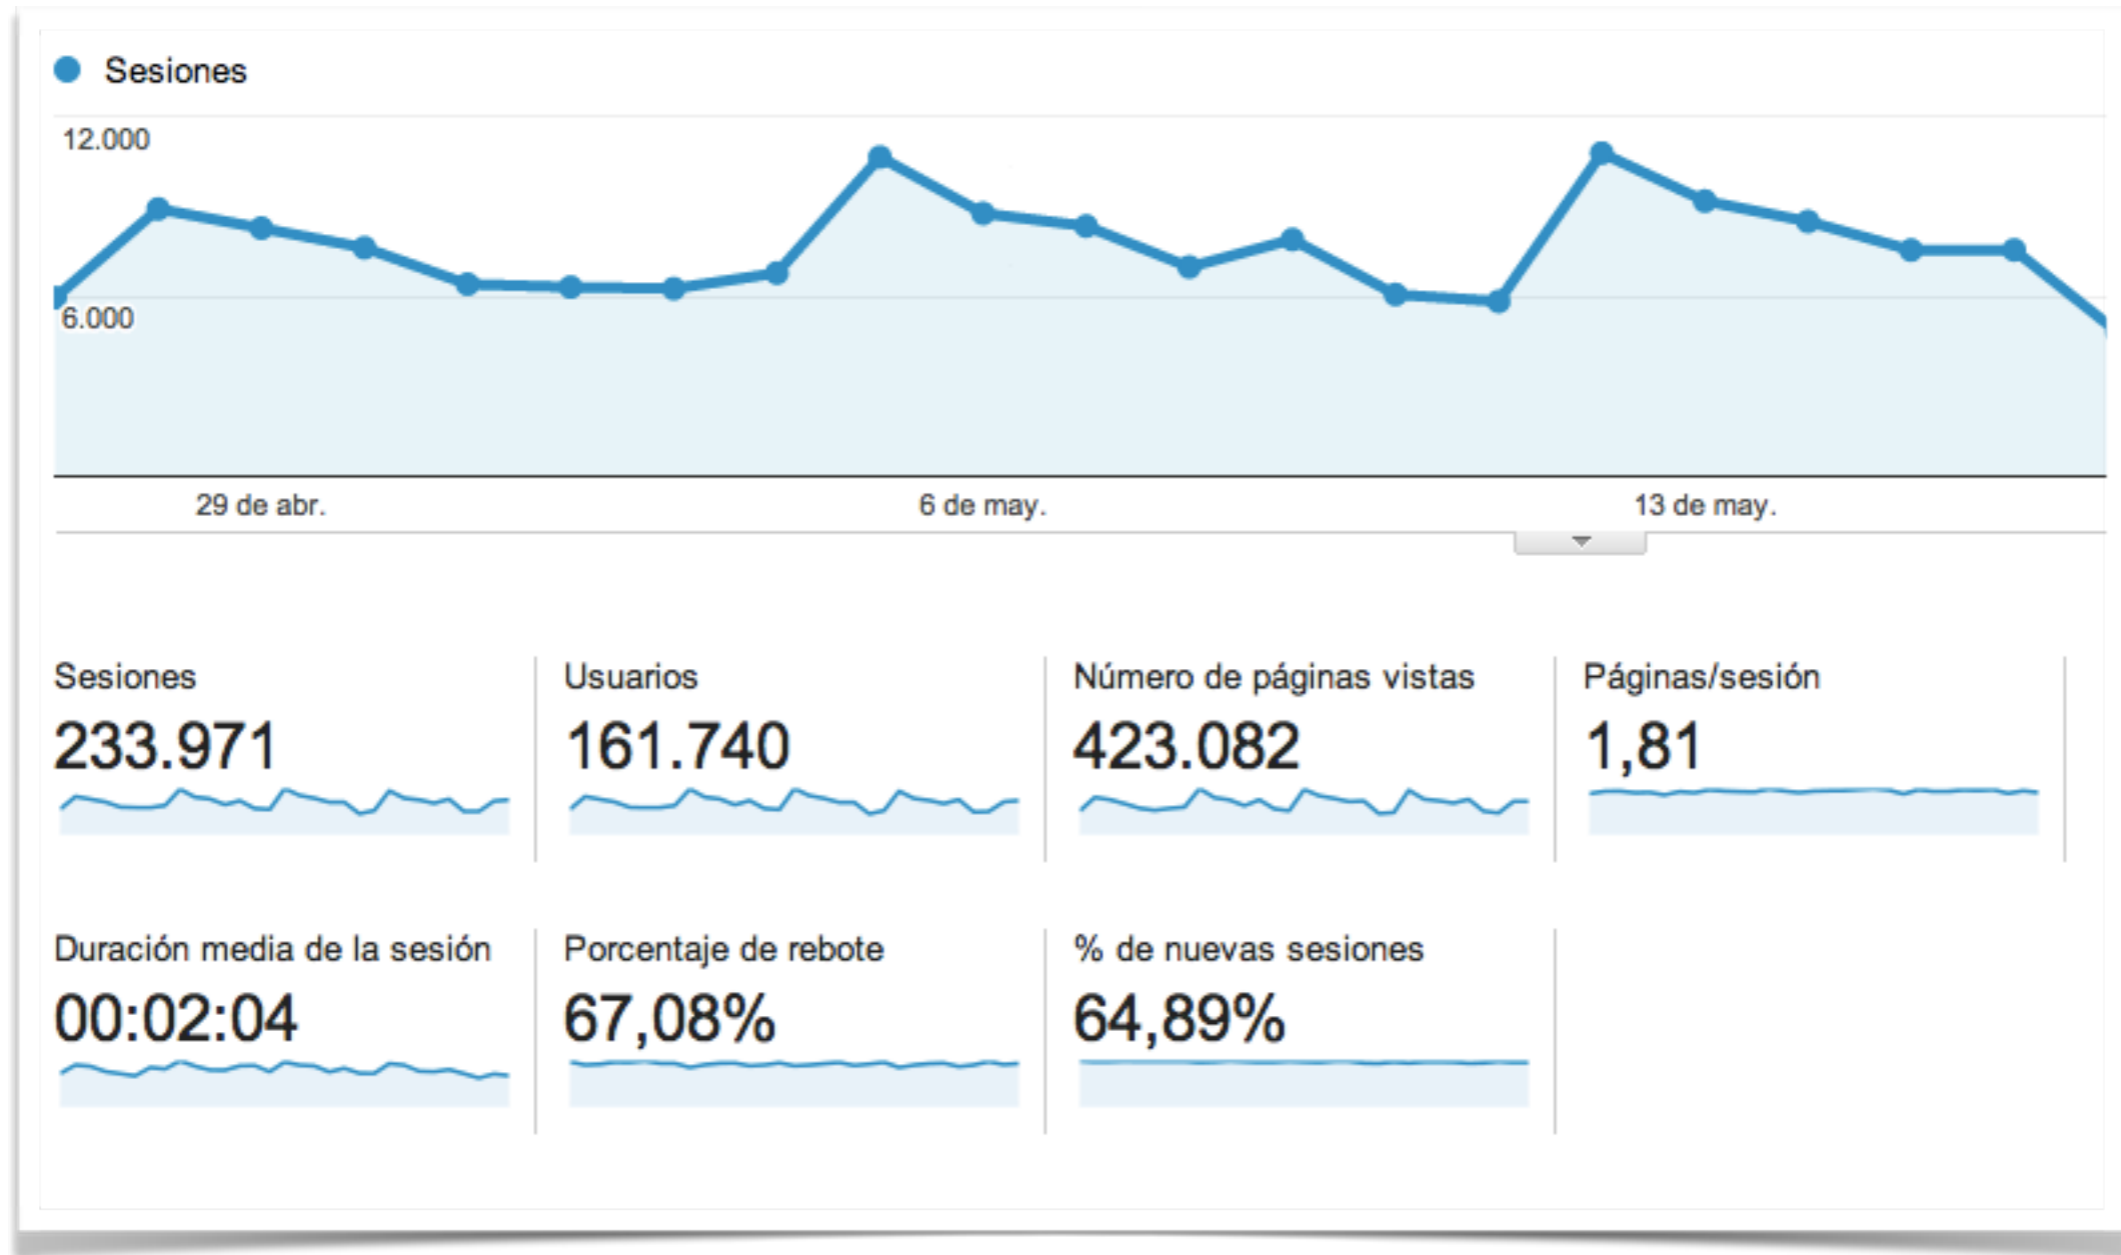 Sesiones
12.000
6.000
29 de abr. 6 de may. 13 de may.
Sesiones Usuarios Número de páginas vistas Páginas/sesión
233.971 161.740 423.082 1,81
Duración media de la sesión Porcentaje de rebote % de nuevas sesiones
00:02:04 67,08% 64,89%